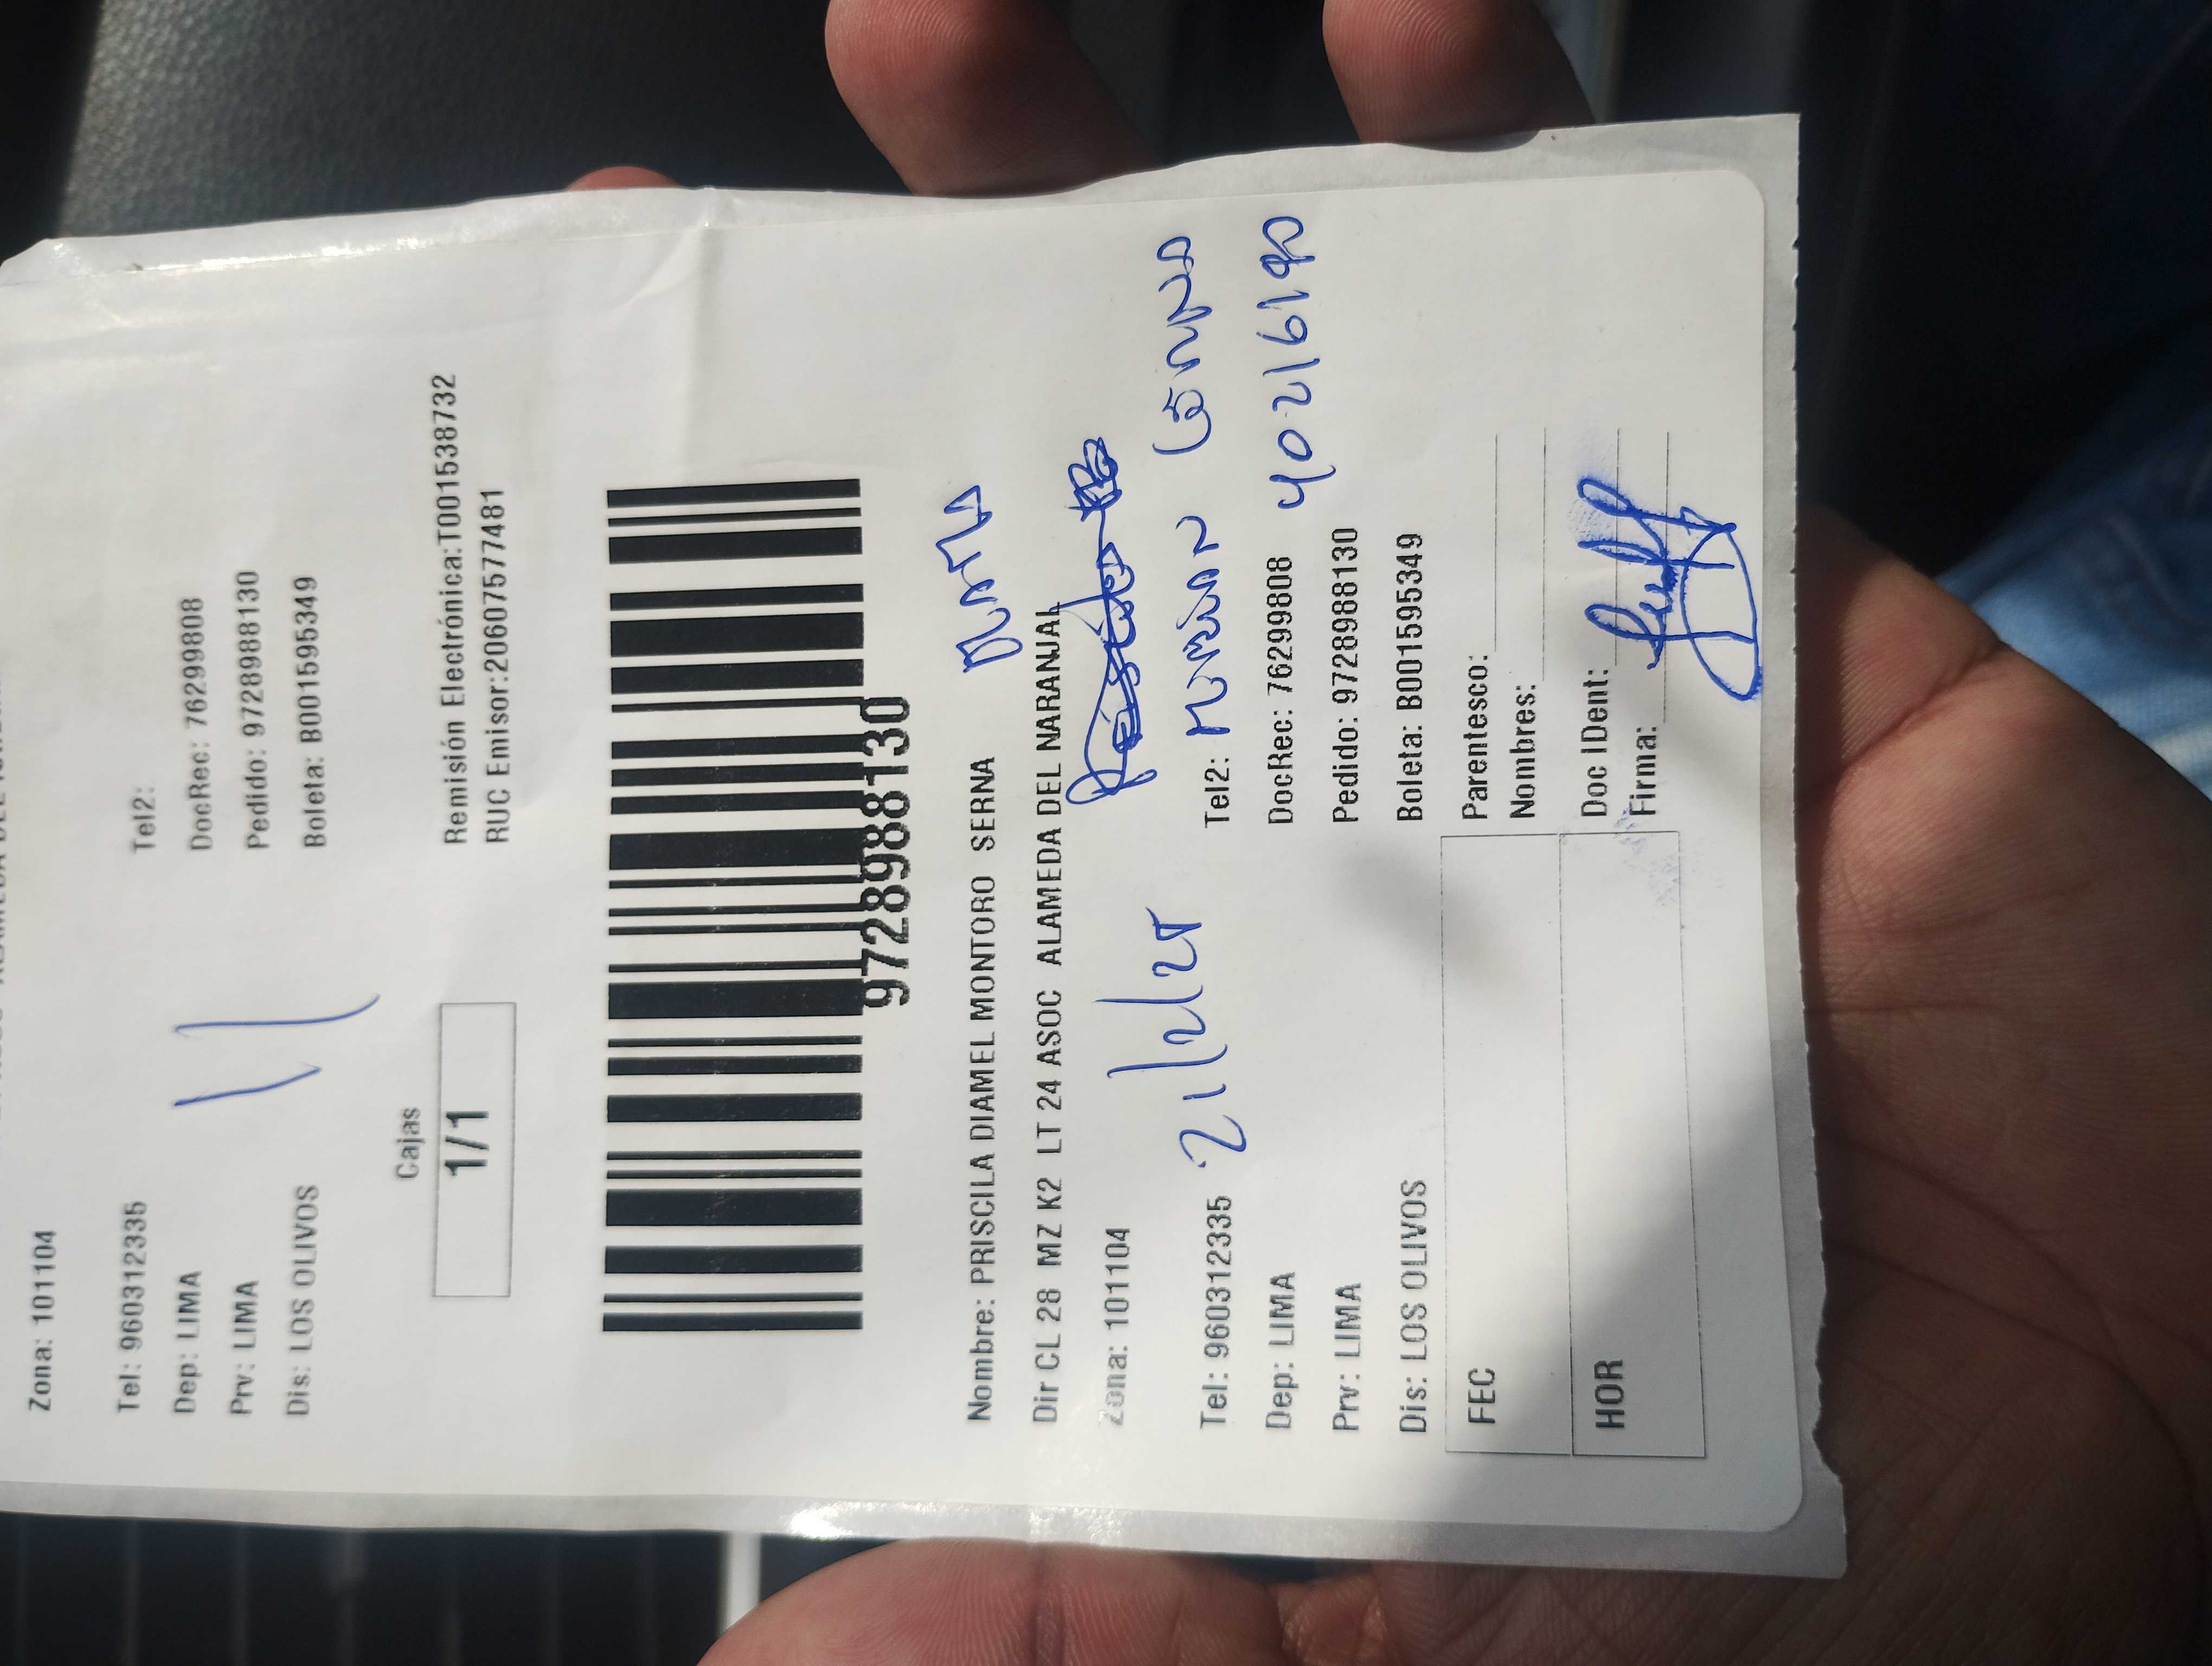 Zona: 101104
Tel: 960312335 Tel2:
Dep: LIMA DocRec: 76299808
Prv: LIMA Pedido: 9728988130
Dis: LOS OLIVOS Boleta: B001595349
Cajas
1/1
Remisión Electrónica:T001538732
RUC Emisor:20607577481
9728988130
Nombre: PRISCILA DIAMEL MONTORO SERNA
Dir CL 28 MZ K2 LT 24 ASOC ALAMEDA DEL NARANJAL
Zona: 101104
21/2/25
Tel: 960312335 Tel2:
Dep: LIMA DocRec: 76299808
Prv: LIMA Pedido: 9728988130
Dis: LOS OLIVOS Boleta: B001595349
FEC Parentesco:
Nombres:
HOR Doc IDent:
Firma: